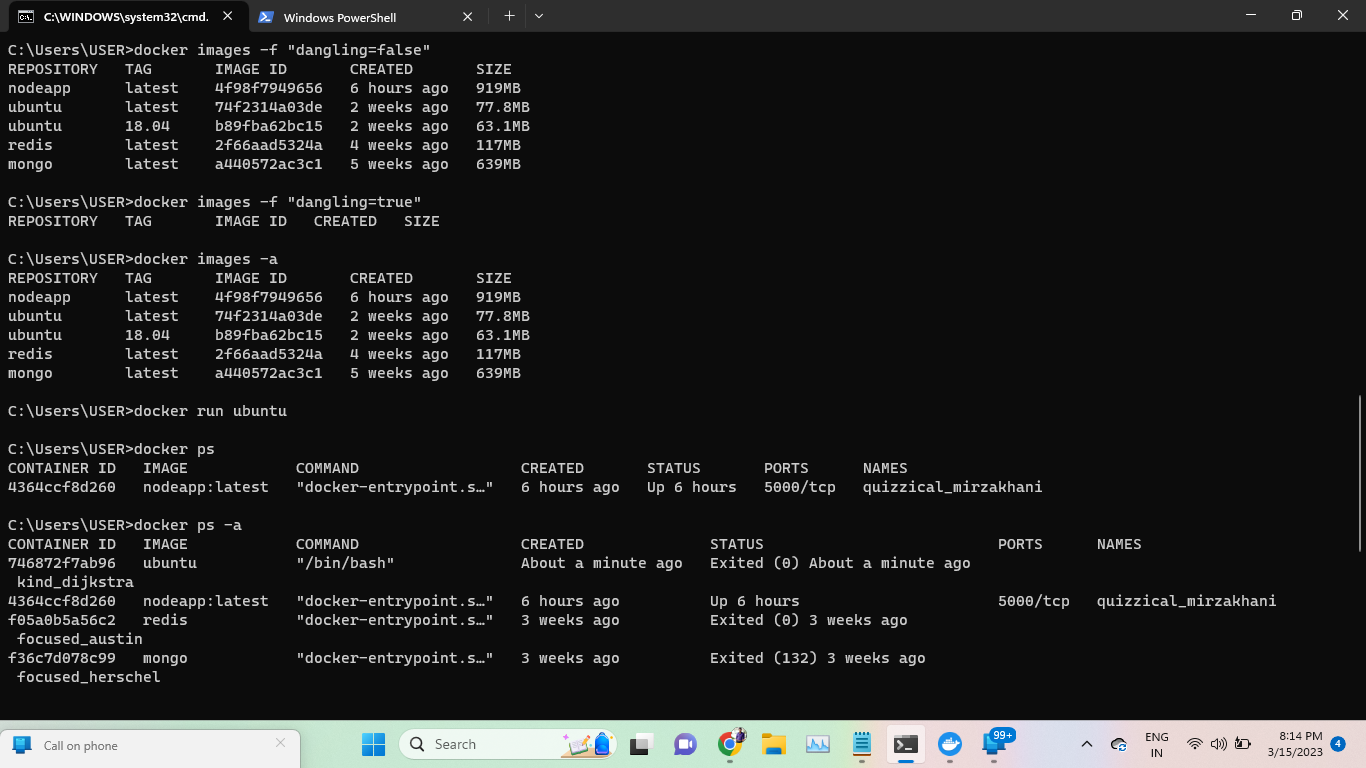 C:\WINDOWS\system32\cmd.
Windows PowerShell
C:\Users\USER>docker images -f "dangling=false"
REPOSITORY   TAG       IMAGE ID       CREATED       SIZE
nodeapp      latest    4f98f7949656   6 hours ago   919MB
ubuntu       latest    74f2314a03de   2 weeks ago   77.8MB
ubuntu       18.04     b89fba62bc15   2 weeks ago   63.1MB
redis        latest    2f66aad5324a   4 weeks ago   117MB
mongo        latest    a440572ac3c1   5 weeks ago   639MB
C:\Users\USER>docker images -f "dangling=true"
REPOSITORY   TAG       IMAGE ID   CREATED   SIZE
C:\Users\USER>docker images -a
REPOSITORY   TAG       IMAGE ID       CREATED       SIZE
nodeapp      latest    4f98f7949656   6 hours ago   919MB
ubuntu       latest    74f2314a03de   2 weeks ago   77.8MB
ubuntu       18.04     b89fba62bc15   2 weeks ago   63.1MB
redis        latest    2f66aad5324a   4 weeks ago   117MB
mongo        latest    a440572ac3c1   5 weeks ago   639MB
C:\Users\USER>docker run ubuntu
C:\Users\USER>docker ps
CONTAINER ID   IMAGE            COMMAND                  CREATED       STATUS       PORTS      NAMES
4364ccf8d260   nodeapp:latest   "docker-entrypoint.s…"   6 hours ago   Up 6 hours   5000/tcp   quizzical_mirzakhani
C:\Users\USER>docker ps -a
CONTAINER ID   IMAGE            COMMAND                  CREATED              STATUS                          PORTS      NAMES
746872f7ab96   ubuntu           "/bin/bash"              About a minute ago   Exited (0) About a minute ago
kind_dijkstra
4364ccf8d260   nodeapp:latest   "docker-entrypoint.s…"   6 hours ago          Up 6 hours                      5000/tcp   quizzical_mirzakhani
f05a0b5a56c2   redis            "docker-entrypoint.s…"   3 weeks ago          Exited (0) 3 weeks ago
focused_austin
f36c7d078c99   mongo            "docker-entrypoint.s…"   3 weeks ago          Exited (132) 3 weeks ago
focused_herschel
Call on phone
Search
99+
ENG
IN
8:14 PM
3/15/2023
4